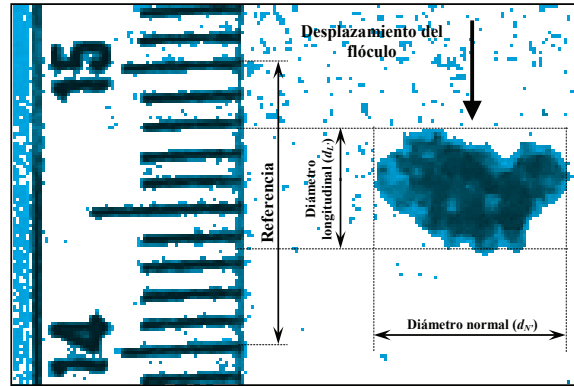 Desplazamiento del
flóculo
15
Referencia
Diámetro
longitudinal (dL')
Diámetro normal (dN')
14